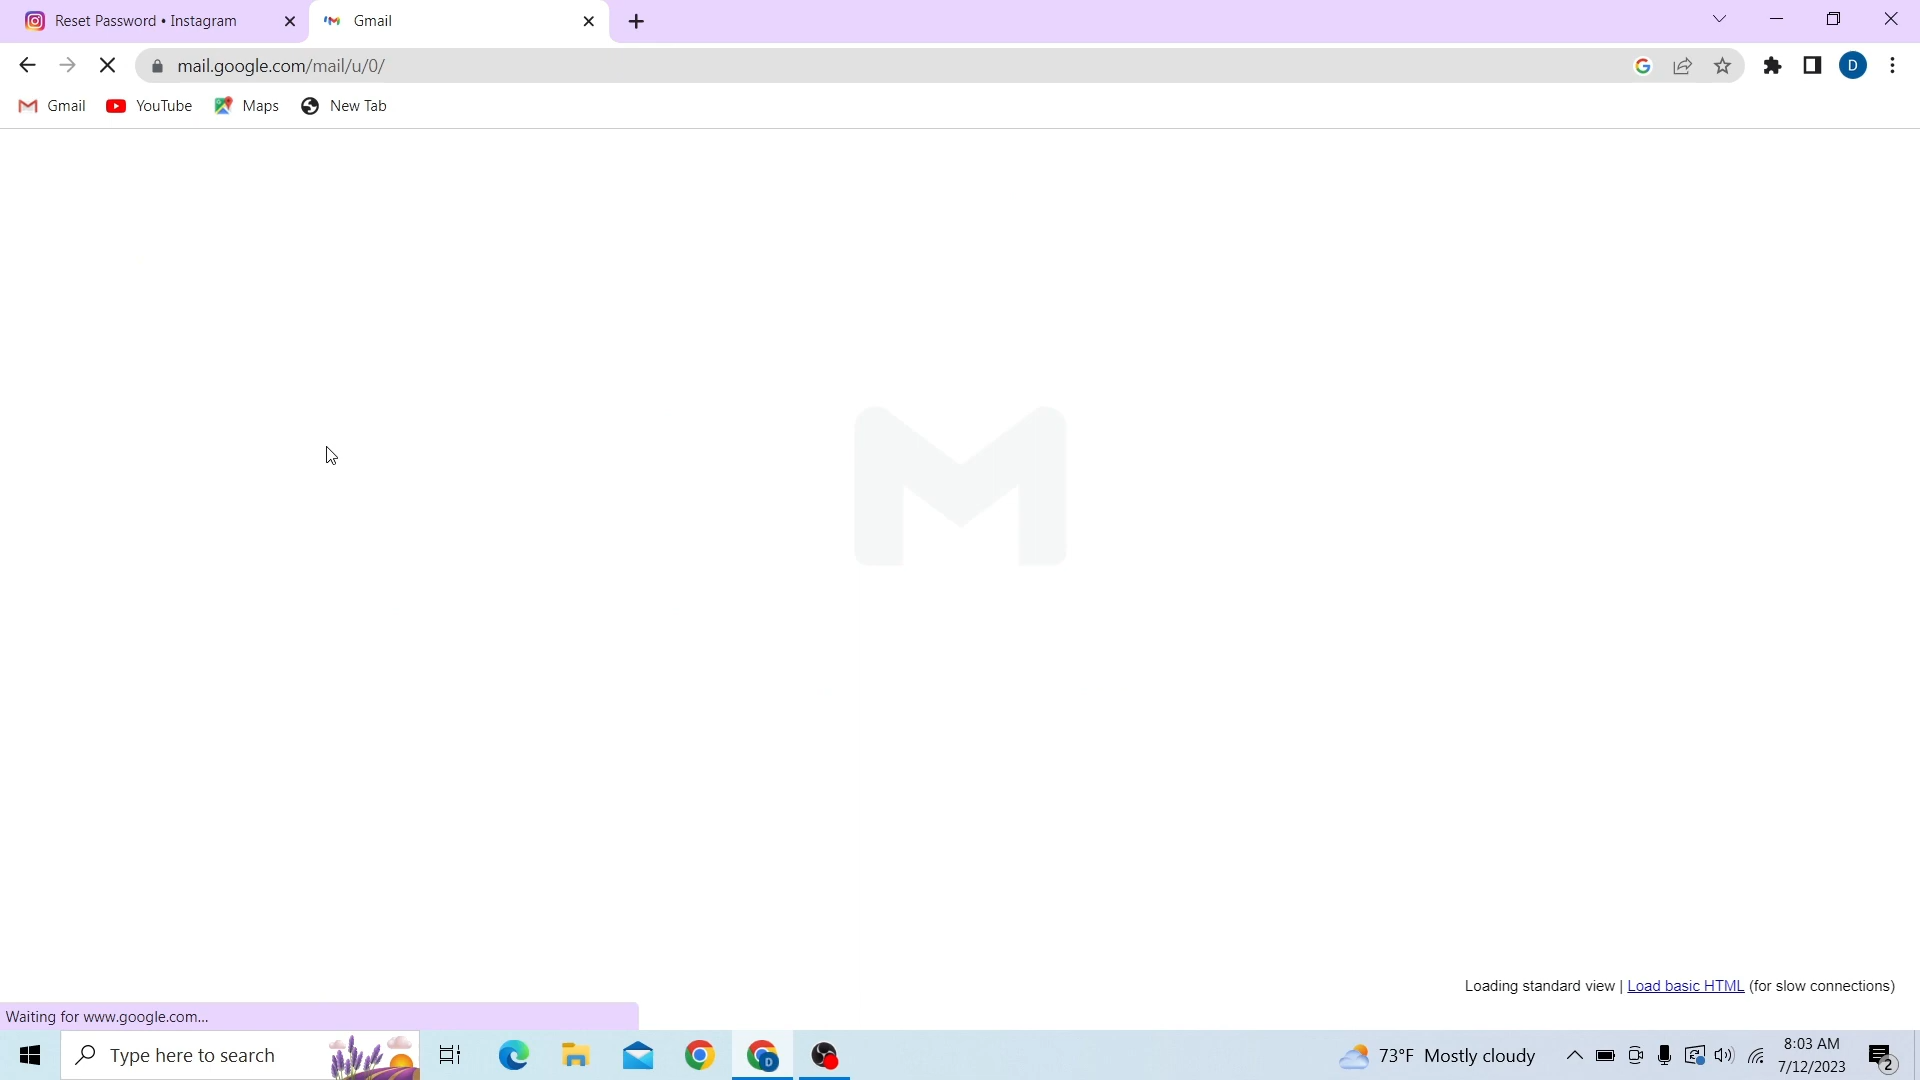 Reset Password • Instagram
Gmail
mail.google.com/mail/u/0/
D
Gmail
YouTube
Maps
New Tab
Loading standard view | Load basic HTML (for slow connections)
Waiting for www.google.com...
Type here to search
D
73°F Mostly cloudy
8:03 AM
7/12/2023
2